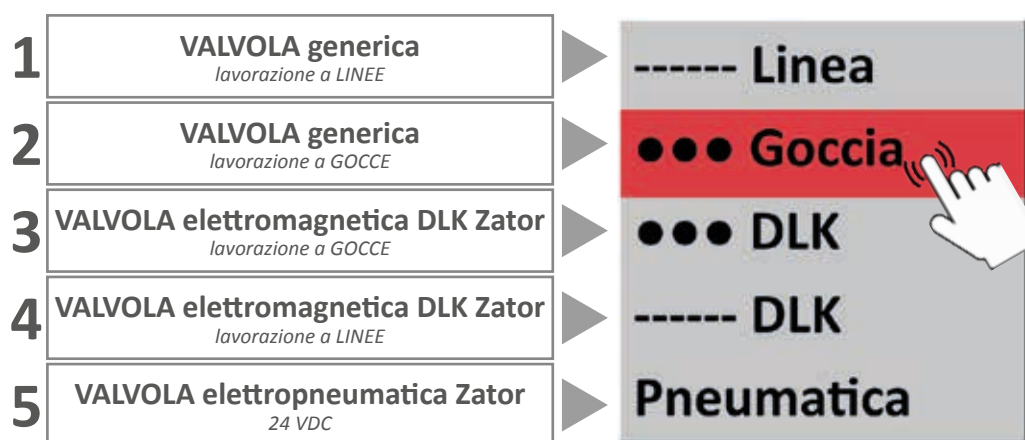 1 VALVOLA generica
lavorazione a LINEE
------ Linea
2 VALVOLA generica
lavorazione a GOCCE
●●● Goccia
3 VALVOLA elettromagnetica DLK Zator
lavorazione a GOCCE
●●● DLK
4 VALVOLA elettromagnetica DLK Zator
lavorazione a LINEE
------ DLK
5 VALVOLA elettropneumatica Zator
24 VDC
Pneumatica